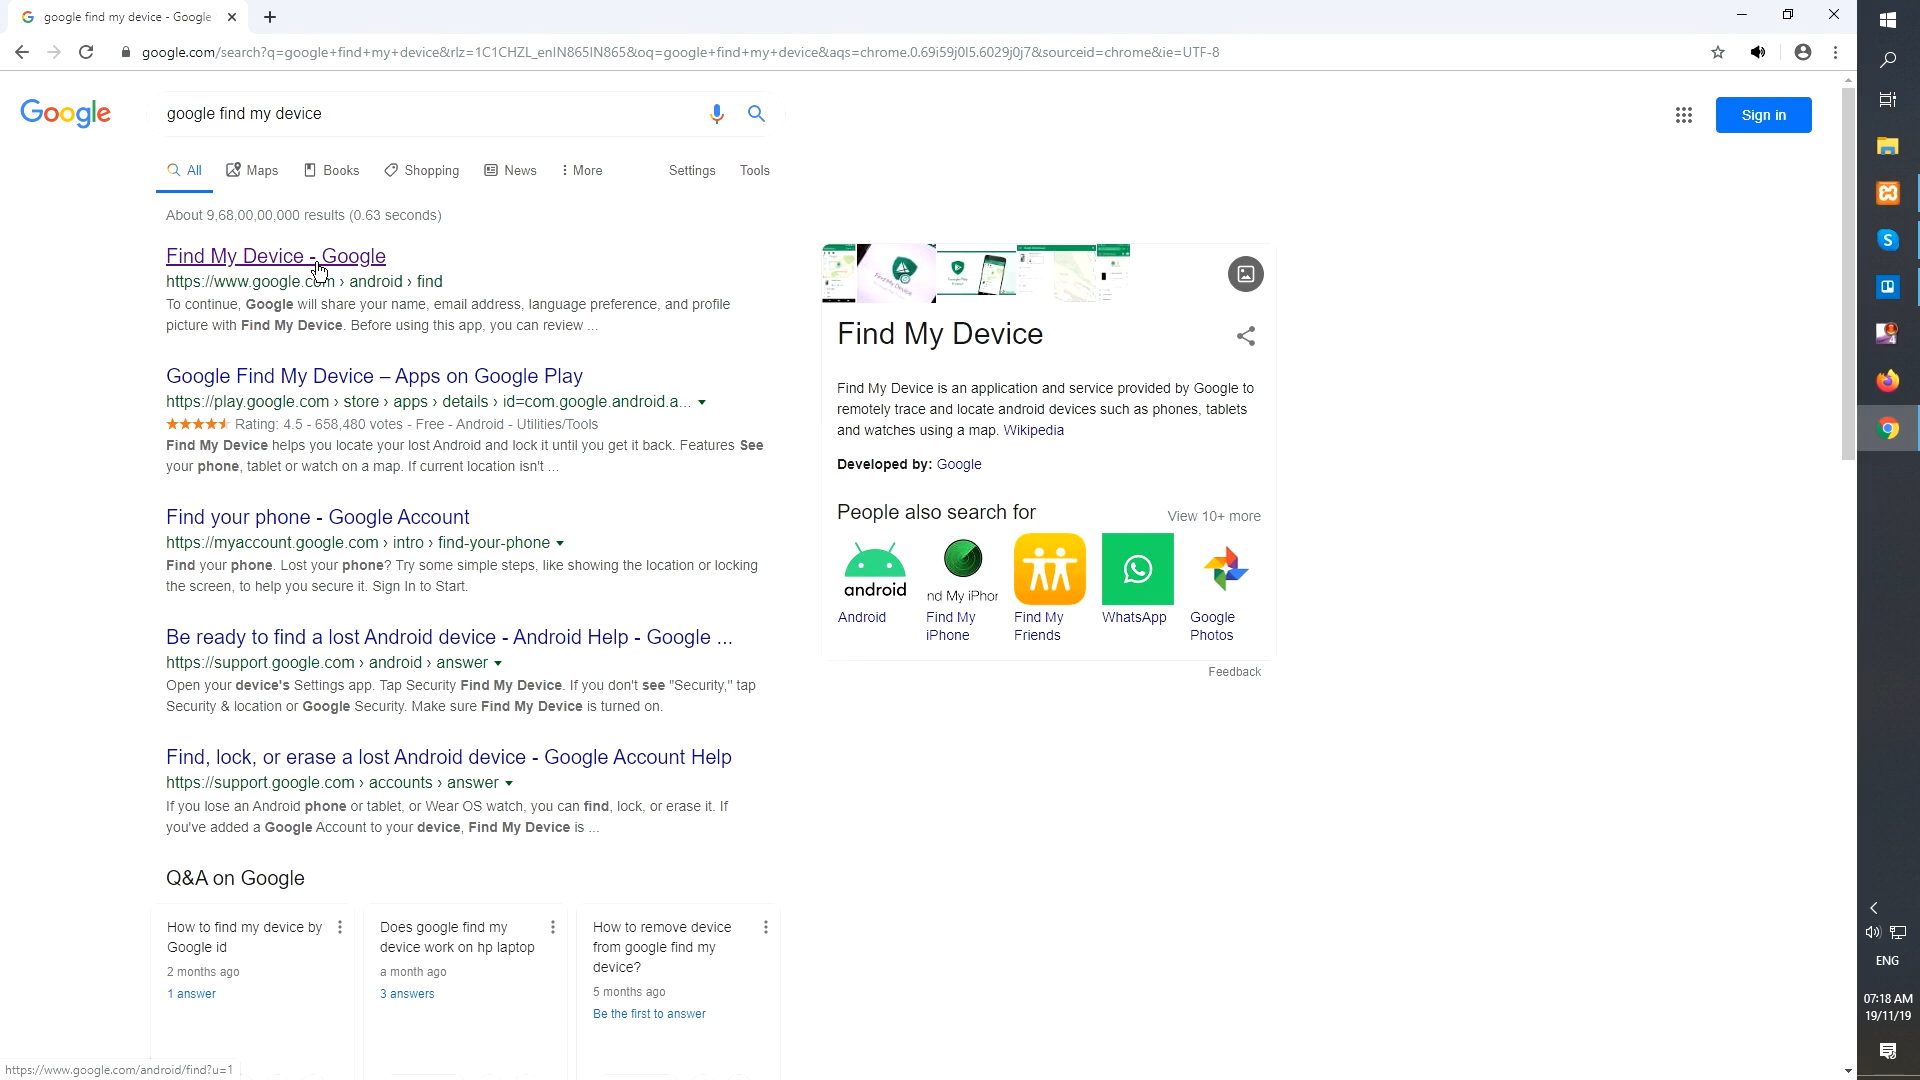 google find my device - Google
google.com/search?q=google+find+my+device&rlz=1C1CHZL_enIN865IN865&oq=google+find+my+device&aqs=chrome.0.69i59j0l5.6029j0j7&sourceid=chrome&ie=UTF-8
Google
google find my device
Sign in
All
Maps
Books
Shopping
News
More
Settings
Tools
About 9,68,00,00,000 results (0.63 seconds)
Find My Device - Google
https://www.google.com › android › find
To continue, Google will share your name, email address, language preference, and profile
picture with Find My Device. Before using this app, you can review ...
Google Find My Device – Apps on Google Play
https://play.google.com › store › apps › details › id=com.google.android.a...
Rating: 4.5 - 658,480 votes - Free - Android - Utilities/Tools
Find My Device helps you locate your lost Android and lock it until you get it back. Features See
your phone, tablet or watch on a map. If current location isn't ...
Find your phone - Google Account
https://myaccount.google.com › intro › find-your-phone
Find your phone. Lost your phone? Try some simple steps, like showing the location or locking
the screen, to help you secure it. Sign In to Start.
Be ready to find a lost Android device - Android Help - Google ...
https://support.google.com › android › answer
Open your device's Settings app. Tap Security Find My Device. If you don't see "Security," tap
Security & location or Google Security. Make sure Find My Device is turned on.
Find, lock, or erase a lost Android device - Google Account Help
https://support.google.com › accounts › answer
If you lose an Android phone or tablet, or Wear OS watch, you can find, lock, or erase it. If
you've added a Google Account to your device, Find My Device is ...
Q&A on Google
How to find my device by
Google id
2 months ago
1 answer
Does google find my
device work on hp laptop
a month ago
3 answers
How to remove device
from google find my
device?
5 months ago
Be the first to answer
Find My Device
Find My Device is an application and service provided by Google to
remotely trace and locate android devices such as phones, tablets
and watches using a map. Wikipedia
Developed by: Google
People also search for
View 10+ more
android
nd My iPhor
Android
Find My
iPhone
Find My
Friends
WhatsApp
Google
Photos
Feedback
https://www.google.com/android/find?u=1
ENG
07:18 AM
19/11/19